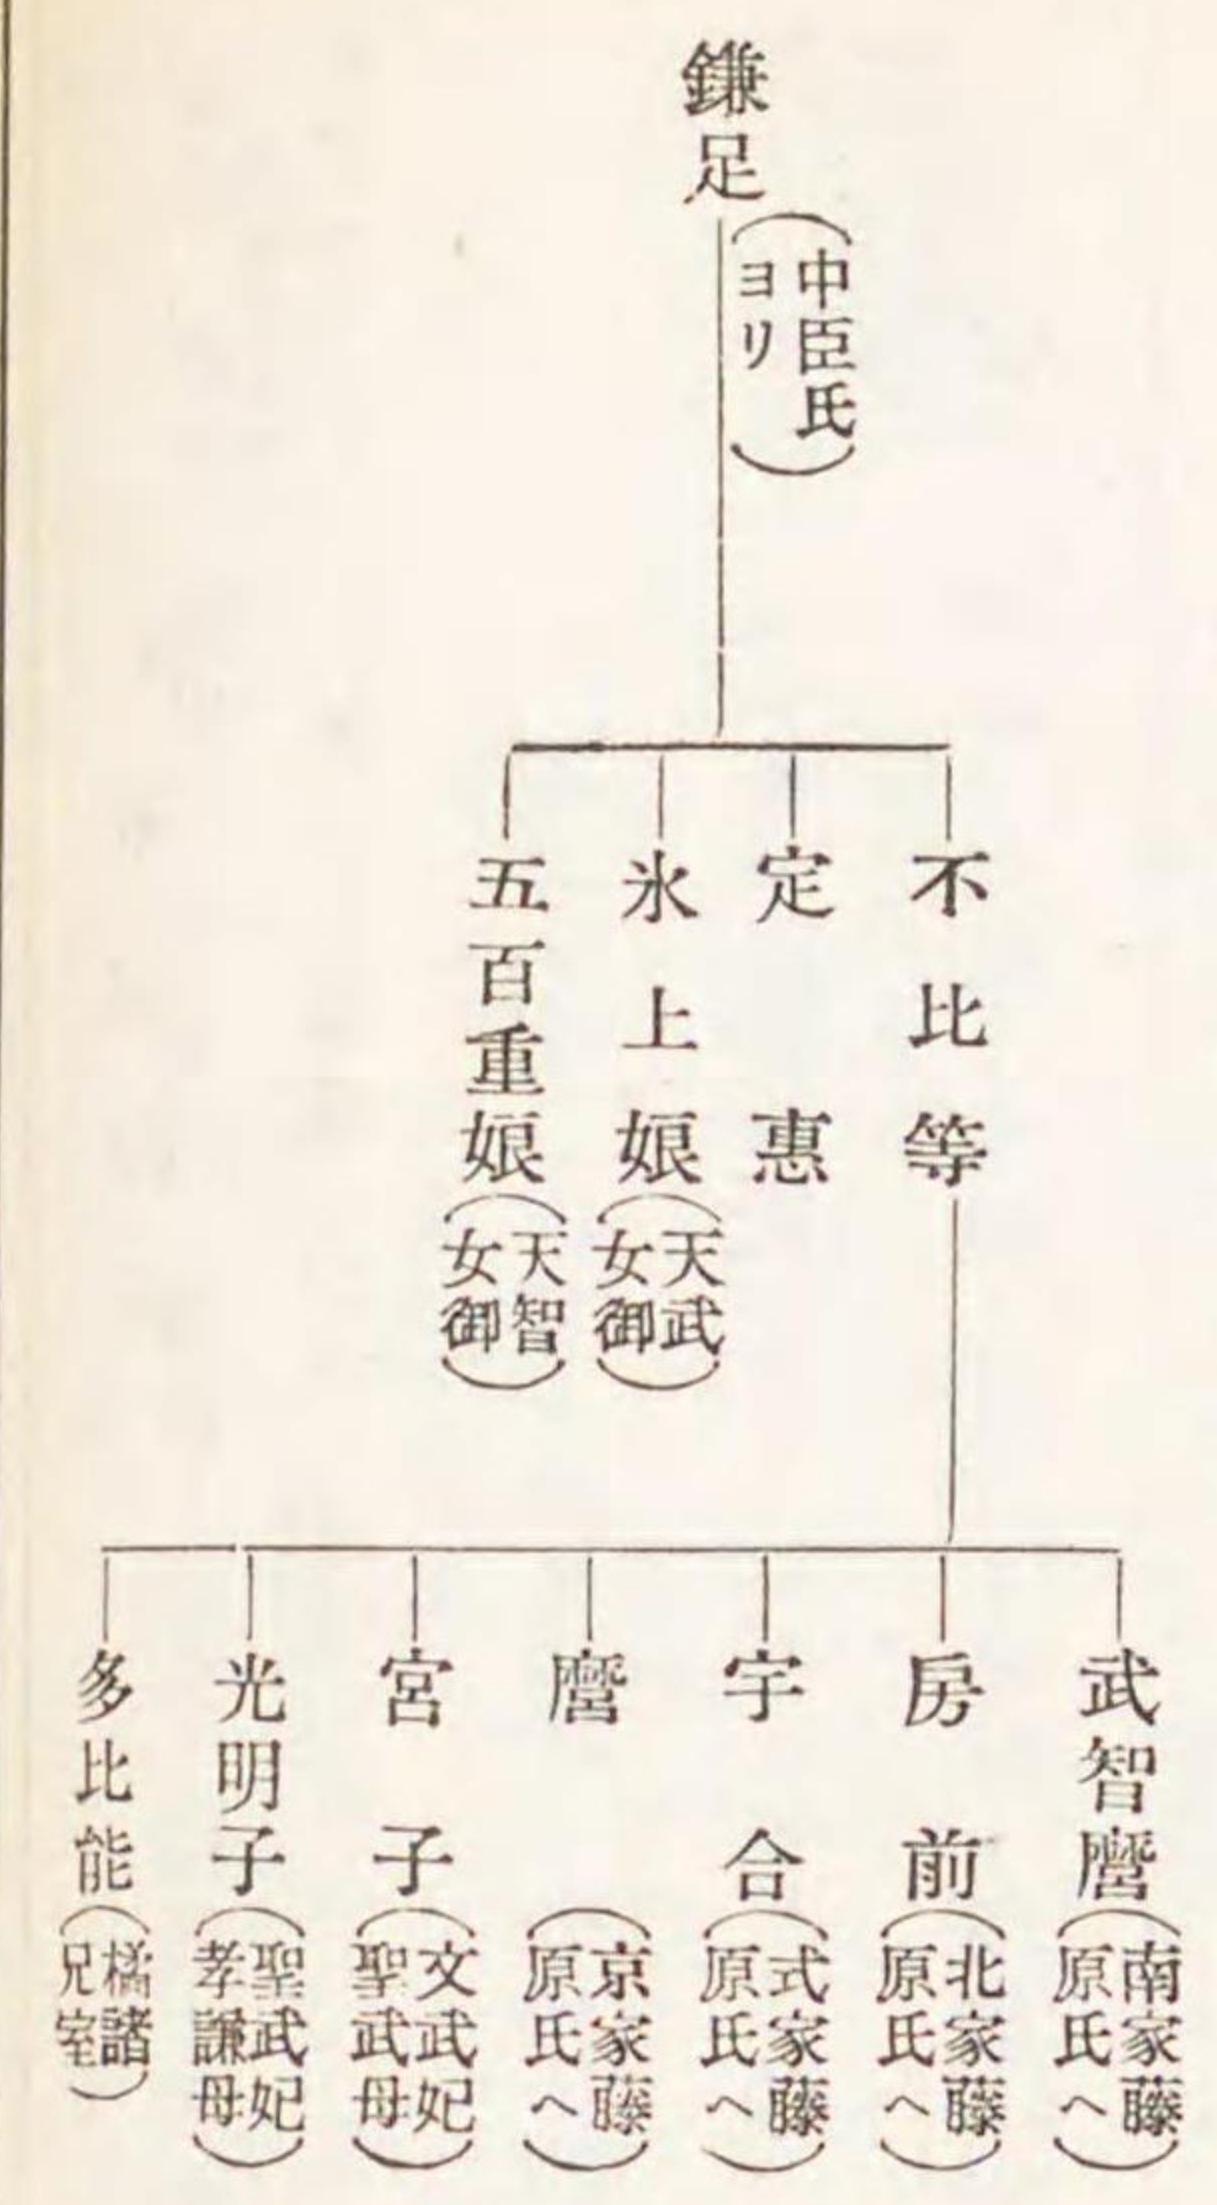 鎌足
(中臣氏
ヨリ)
不比等
定惠
氷上娘
(天武
女御)
五百重娘
(天智
女御)
武智麿
(南家藤
原氏へ)
房前
(北家藤
原氏へ)
宇合
(式家藤
原氏へ)
麿
(京家藤
原氏へ)
宮子
(文武妃
聖武母)
光明子
(聖武妃
孝謙母)
多比能
(橘諸
兄室)